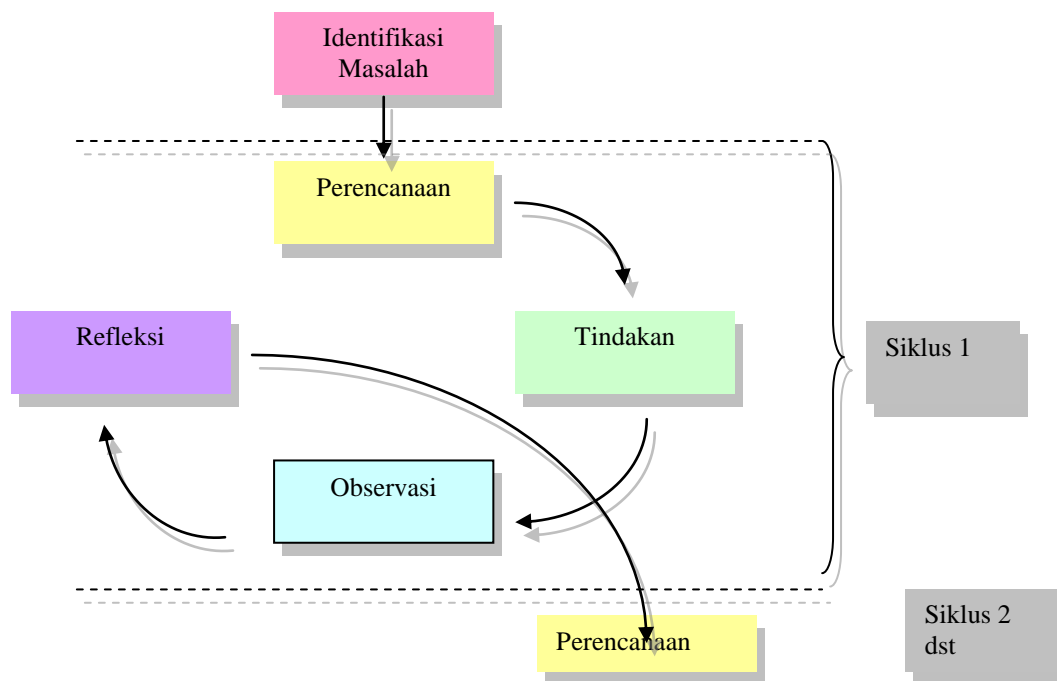 Identifikasi
Masalah
Perencanaan
Refleksi
Tindakan
Siklus 1
Observasi
Siklus 2
dst
Perencanaan